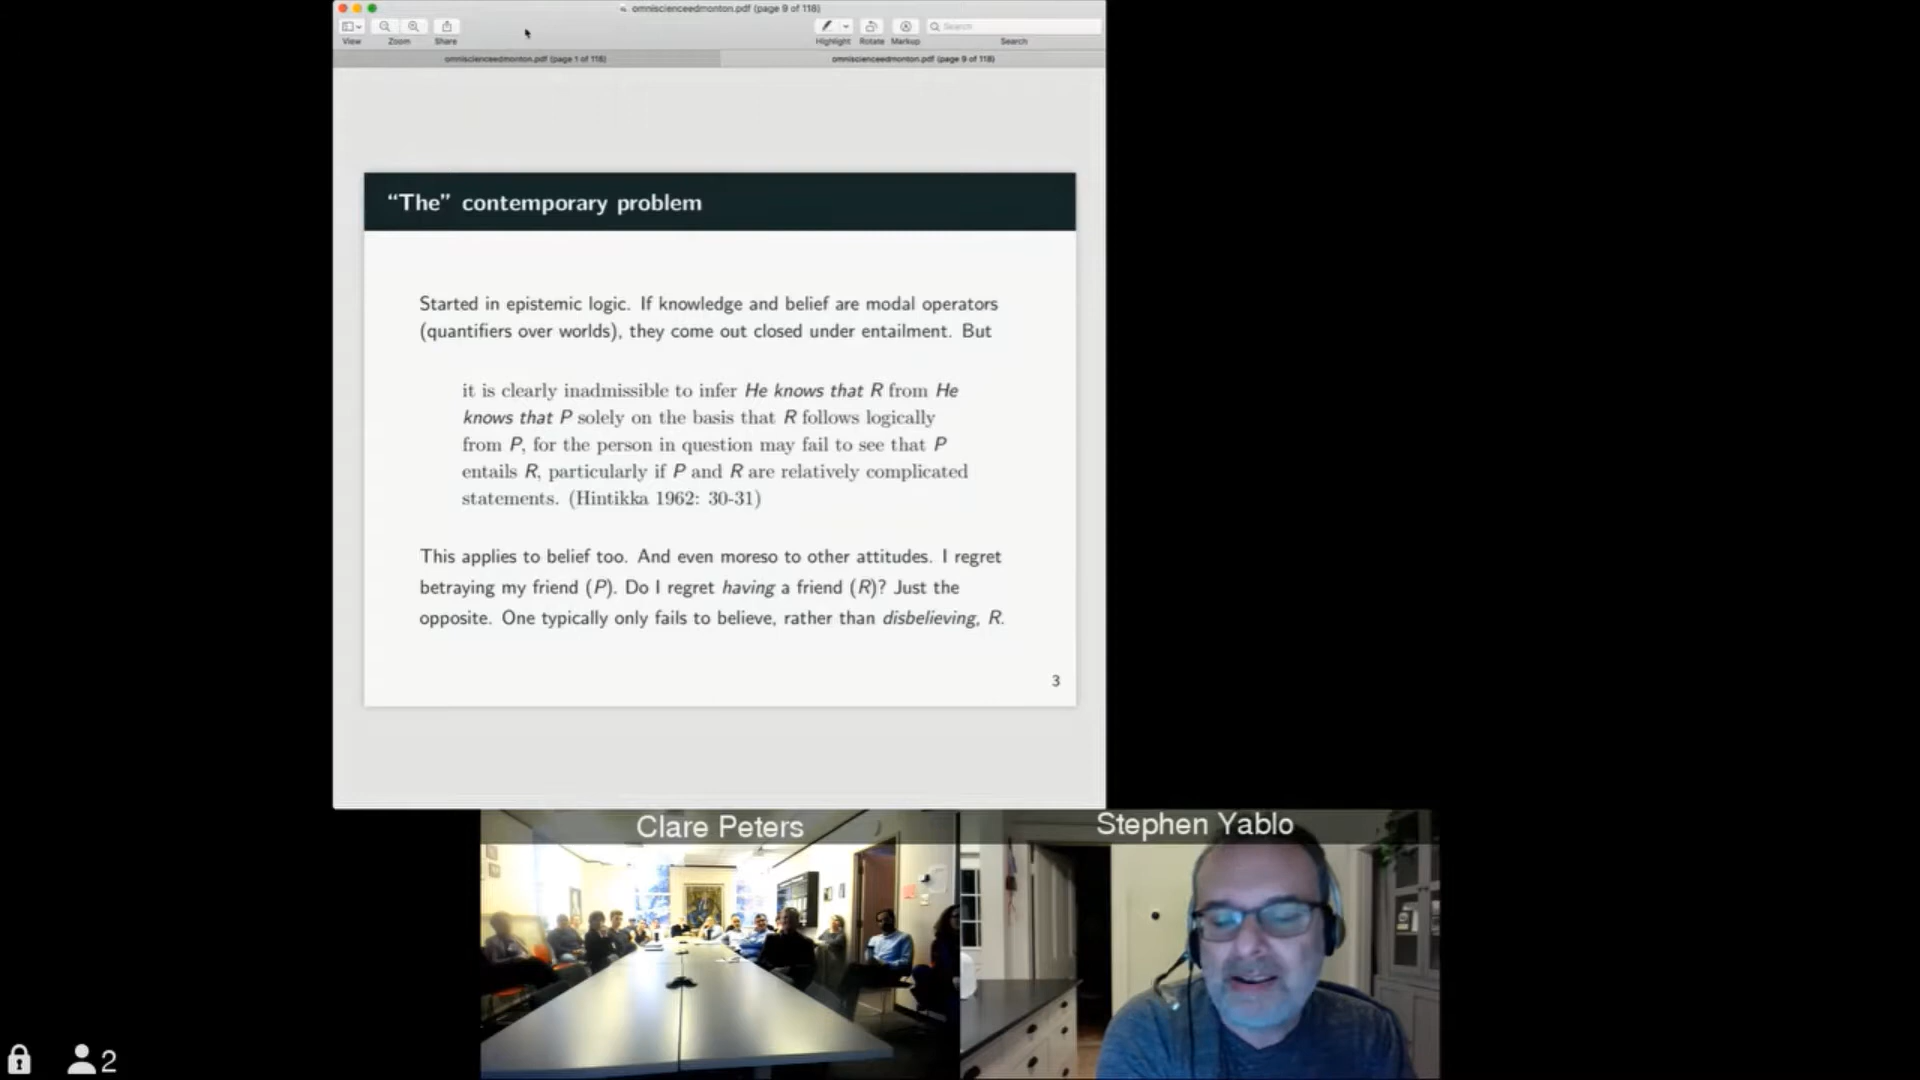 omniscienceedmonton.pdf (page 9 of 118)
View
Zoom
Share
Highlight
Rotate
Markup
Search
Search
omniscienceedmonton.pdf (page 1 of 118)
omniscienceedmonton.pdf (page 9 of 118)
“The” contemporary problem
Started in epistemic logic. If knowledge and belief are modal operators
(quantifiers over worlds), they come out closed under entailment. But
it is clearly inadmissible to infer He knows that R from He
knows that P solely on the basis that R follows logically
from P, for the person in question may fail to see that P
entails R, particularly if P and R are relatively complicated
statements. (Hintikka 1962: 30-31)
This applies to belief too. And even moreso to other attitudes. I regret
betraying my friend (P). Do I regret having a friend (R)? Just the
opposite. One typically only fails to believe, rather than disbelieving, R.
3
Clare Peters
Stephen Yablo
2